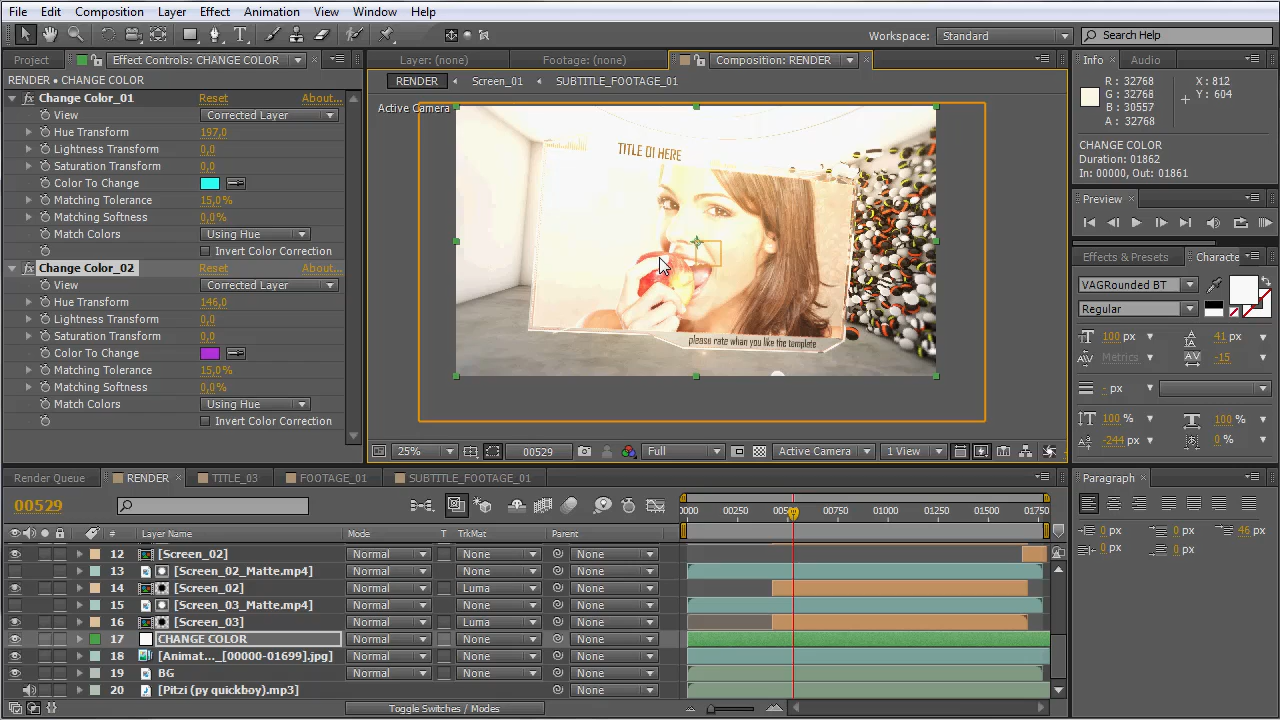 File Edit Composition Layer Effect Animation View Window Help
Workspace: Standard Search Help
Project Effect Controls: CHANGE COLOR Layer: (none) Footage: (none) Composition: RENDER Info Audio
RENDER • CHANGE COLOR
RENDER Screen_01 SUBTITLE_FOOTAGE_01
Active Camera
Change Color_01 Reset About...
View Corrected Layer
Hue Transform 197,0
Lightness Transform 0,0
Saturation Transform 0,0
Color To Change
Matching Tolerance 15,0%
Matching Softness 0,0%
Match Colors Using Hue
Invert Color Correction
Change Color_02 Reset About...
View Corrected Layer
Hue Transform 146,0
Lightness Transform 0,0
Saturation Transform 0,0
Color To Change
Matching Tolerance 15,0%
Matching Softness 0,0%
Match Colors Using Hue
Invert Color Correction
TITLE 01 HERE
please rate when you like the template
25% 00529 Full Active Camera 1 View
R : 32768 X : 812
G : 32768 Y : 604
B : 30557
A : 32768
CHANGE COLOR
Duration: 01862
In: 00000, Out: 01861
Preview
Effects & Presets Characte
VAGRounded BT
Regular
100 px 41 px
Metrics -15
- px
100 % 100 %
-244 px 0 %
Render Queue RENDER TITLE_03 FOOTAGE_01 SUBTITLE_FOOTAGE_01
00529
0000 00250 0050 00750 01000 01250 01500 01750
# Layer Name Mode T TrkMat Parent
12 [Screen_02] Normal None None
13 [Screen_02_Matte.mp4] Normal None None
14 [Screen_02] Normal Luma None
15 [Screen_03_Matte.mp4] Normal None None
16 [Screen_03] Normal Luma None
17 CHANGE COLOR Normal None None
18 [Animat..._[00000-01699].jpg] Normal None None
19 BG Normal None None
20 [Pitzi (py quickboy).mp3] None
Toggle Switches / Modes
Paragraph
0 px 0 px 46 px
0 px 0 px